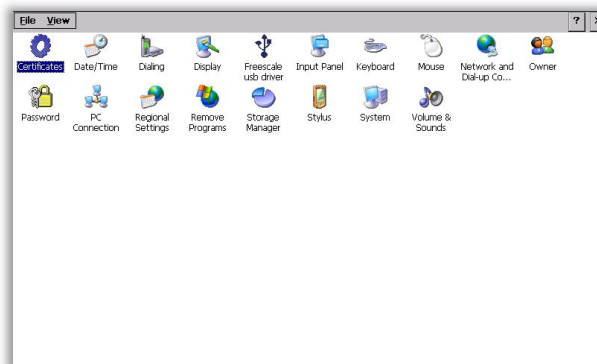 File View ?
Certificates Date/Time Dialing Display Freescale usb driver Input Panel Keyboard Mouse Network and Dial-up Co... Owner
Password PC Connection Regional Settings Remove Programs Storage Manager Stylus System Volume & Sounds